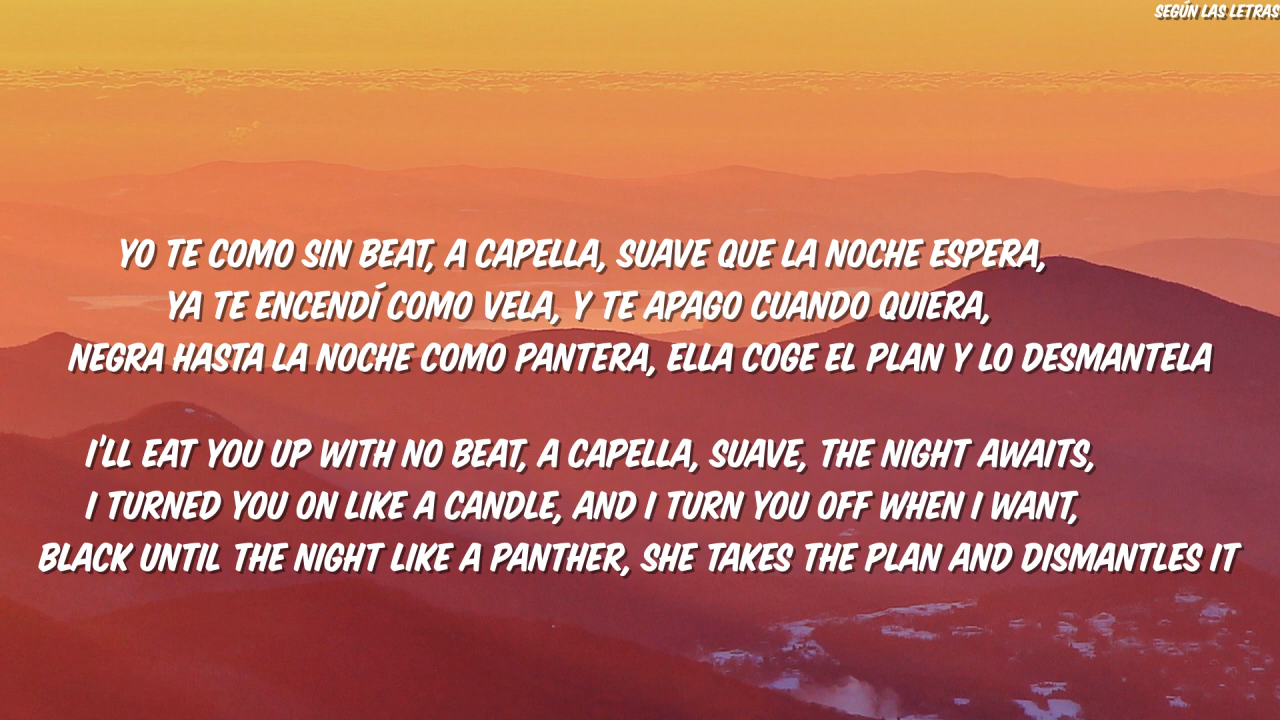 SEGÚN LAS LETRAS
YO TE COMO SIN BEAT, A CAPELLA, SUAVE QUE LA NOCHE ESPERA,
YA TE ENCENDÍ COMO VELA, Y TE APAGO CUANDO QUIERA,
NEGRA HASTA LA NOCHE COMO PANTERA, ELLA COGE EL PLAN Y LO DESMANTELA
I'LL EAT YOU UP WITH NO BEAT, A CAPELLA, SUAVE, THE NIGHT AWAITS,
I TURNED YOU ON LIKE A CANDLE, AND I TURN YOU OFF WHEN I WANT,
BLACK UNTIL THE NIGHT LIKE A PANTHER, SHE TAKES THE PLAN AND DISMANTLES IT